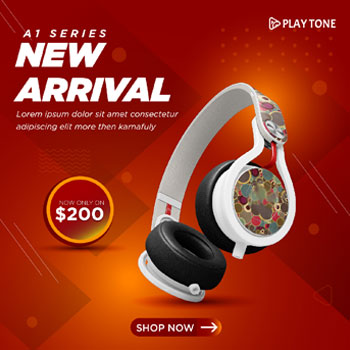 A1 SERIES
PLAY TONE
NEW
ARRIVAL
Lorem ipsum dolor sit amet consectetur
adipiscing elit more then kamafuly
NOW ONLY ON
$200
SHOP NOW